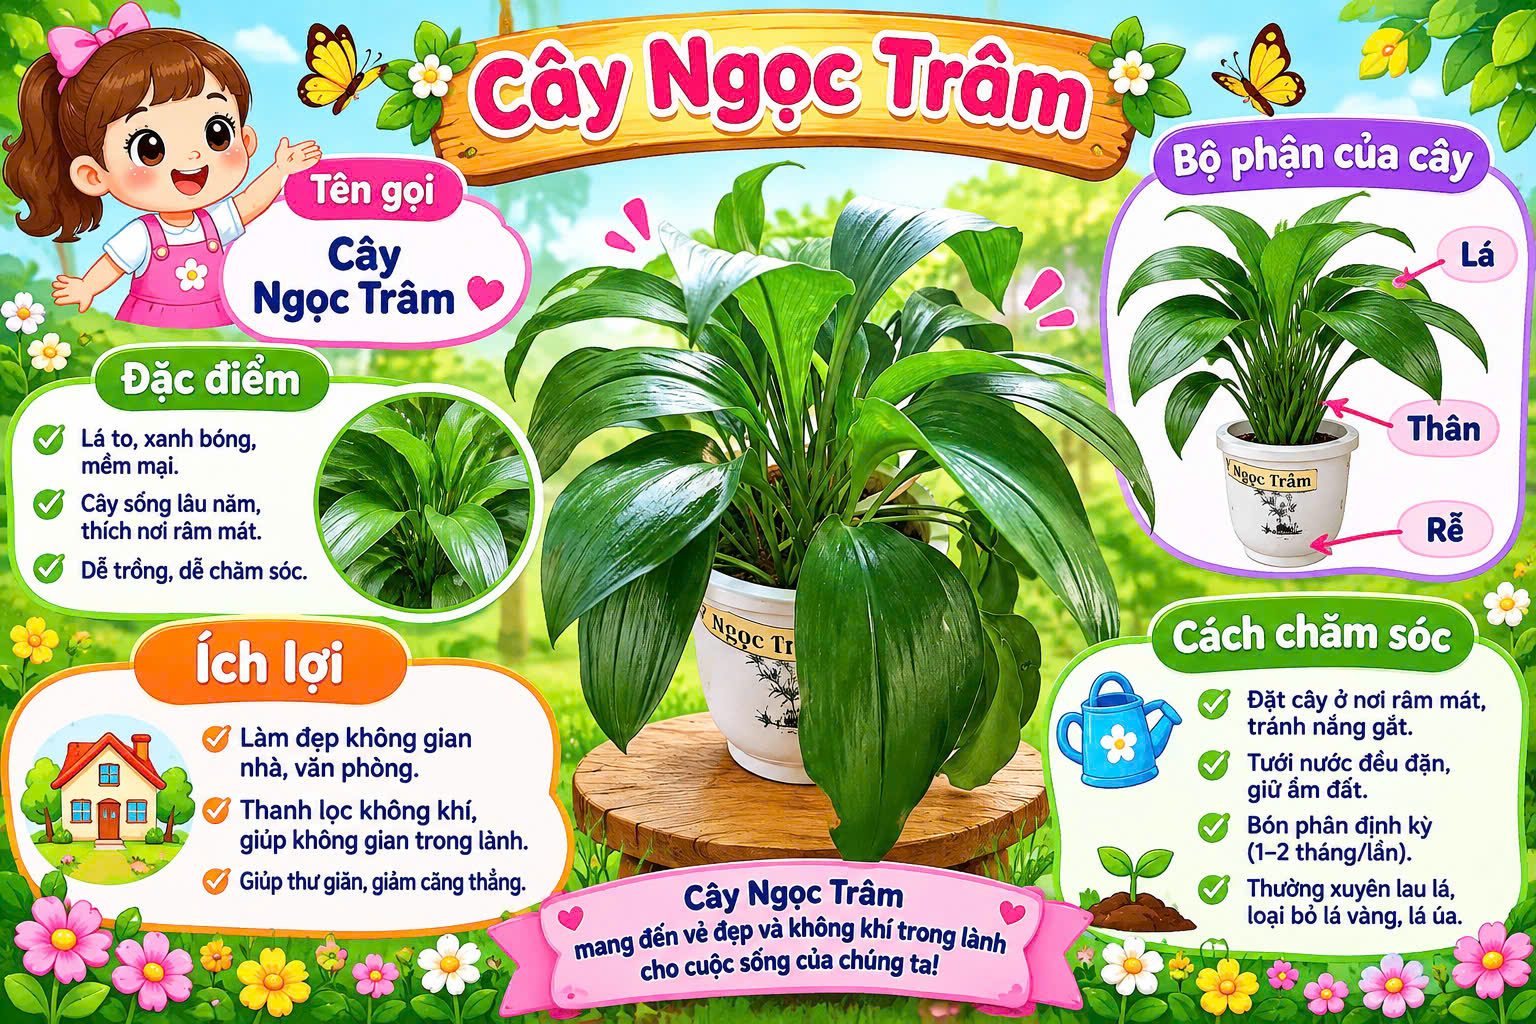 Cây Ngọc Trâm
Tên gọi
Cây
Ngọc Trâm
Đặc điểm
Lá to, xanh bóng,
mềm mại.
Cây sống lâu năm,
thích nơi râm mát.
Dễ trồng, dễ chăm sóc.
Ích lợi
Làm đẹp không gian
nhà, văn phòng.
Thanh lọc không khí,
giúp không gian trong lành.
Giúp thư giãn, giảm căng thẳng.
Ngọc Tr
Bộ phận của cây
Lá
Thân
Rễ
y Ngọc Trâm
Cách chăm sóc
Đặt cây ở nơi râm mát,
tránh nắng gắt.
Tưới nước đều đặn,
giữ ẩm đất.
Bón phân định kỳ
(1–2 tháng/lần).
Thường xuyên lau lá,
loại bỏ lá vàng, lá úa.
Cây Ngọc Trâm
mang đến vẻ đẹp và không khí trong lành
cho cuộc sống của chúng ta!